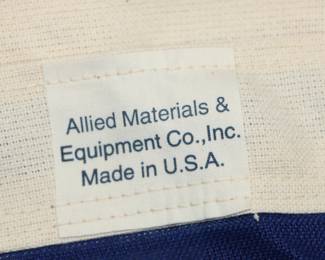 Allied Materials &
Equipment Co.,Inc.
Made in U.S.A.